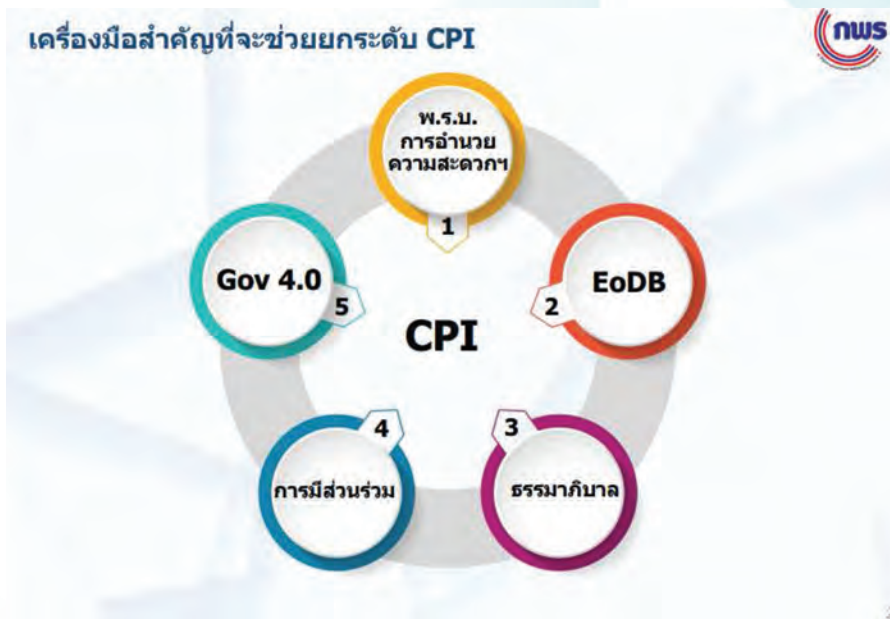 เครื่องมือสำคัญที่จะช่วยยกระดับ CPI
กพร
พ.ร.บ.
การอำนวย
ความสะดวกฯ
1
EoDB
2
ธรรมาภิบาล
3
การมีส่วนร่วม
4
Gov 4.0
5
CPI